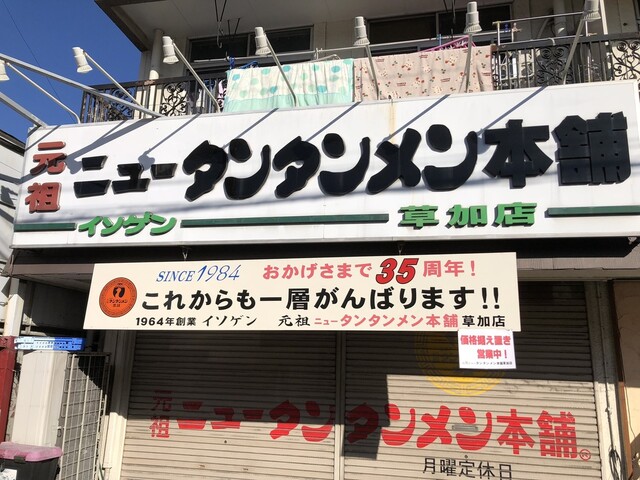 元祖 ニュータンタンメン本舗
イソゲン 草加店
SINCE1984 おかげさまで35周年!
これからも一層がんばります!!
1964年創業 イソゲン 元祖 ニュータンタンメン本舗 草加店
価格据え置き
営業中!
元祖 ニュータンタンメン本舗
月曜定休日